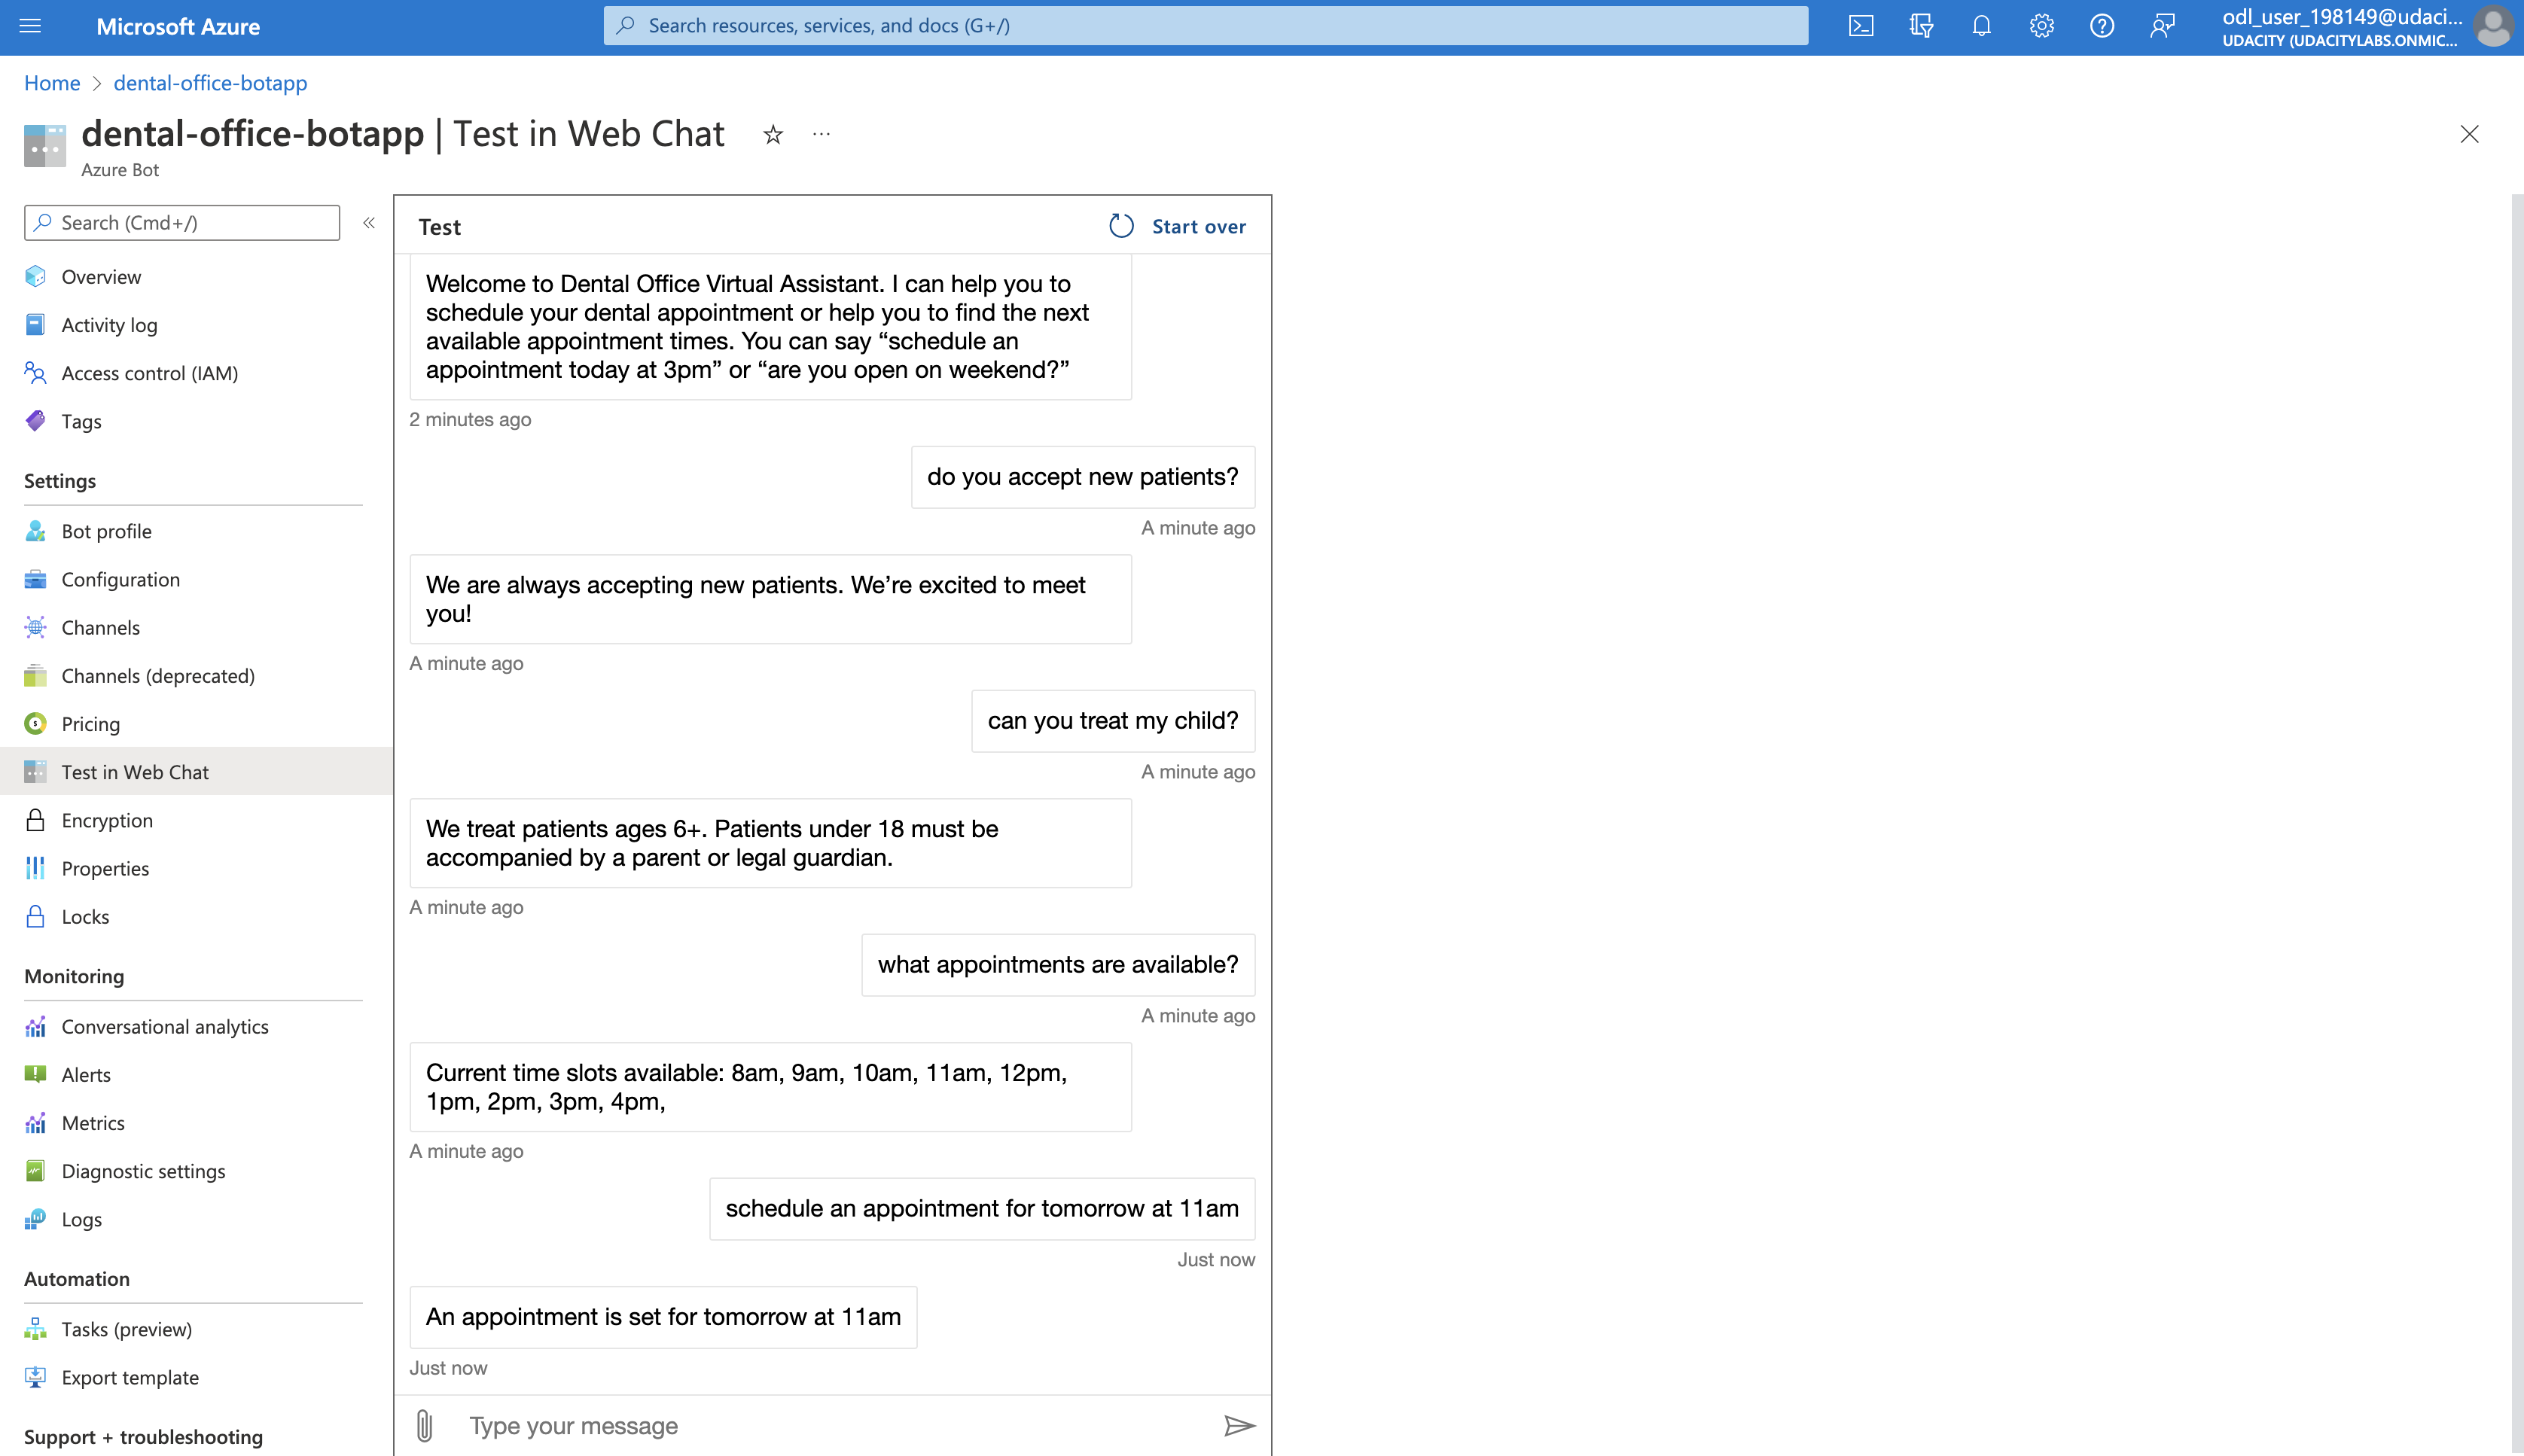 Microsoft Azure
Search resources, services, and docs (G+/)
odl_user_198149@udaci...
UDACITY (UDACITYLABS.ONMIC...
Home > dental-office-botapp
dental-office-botapp | Test in Web Chat
Azure Bot
Search (Cmd+/)
Overview
Activity log
Access control (IAM)
Tags
Settings
Bot profile
Configuration
Channels
Channels (deprecated)
Pricing
Test in Web Chat
Encryption
Properties
Locks
Monitoring
Conversational analytics
Alerts
Metrics
Diagnostic settings
Logs
Automation
Tasks (preview)
Export template
Support + troubleshooting
Test
Start over
Welcome to Dental Office Virtual Assistant. I can help you to
schedule your dental appointment or help you to find the next
available appointment times. You can say “schedule an
appointment today at 3pm” or “are you open on weekend?”
2 minutes ago
do you accept new patients?
A minute ago
We are always accepting new patients. We’re excited to meet
you!
A minute ago
can you treat my child?
A minute ago
We treat patients ages 6+. Patients under 18 must be
accompanied by a parent or legal guardian.
A minute ago
what appointments are available?
A minute ago
Current time slots available: 8am, 9am, 10am, 11am, 12pm,
1pm, 2pm, 3pm, 4pm,
A minute ago
schedule an appointment for tomorrow at 11am
Just now
An appointment is set for tomorrow at 11am
Just now
Type your message